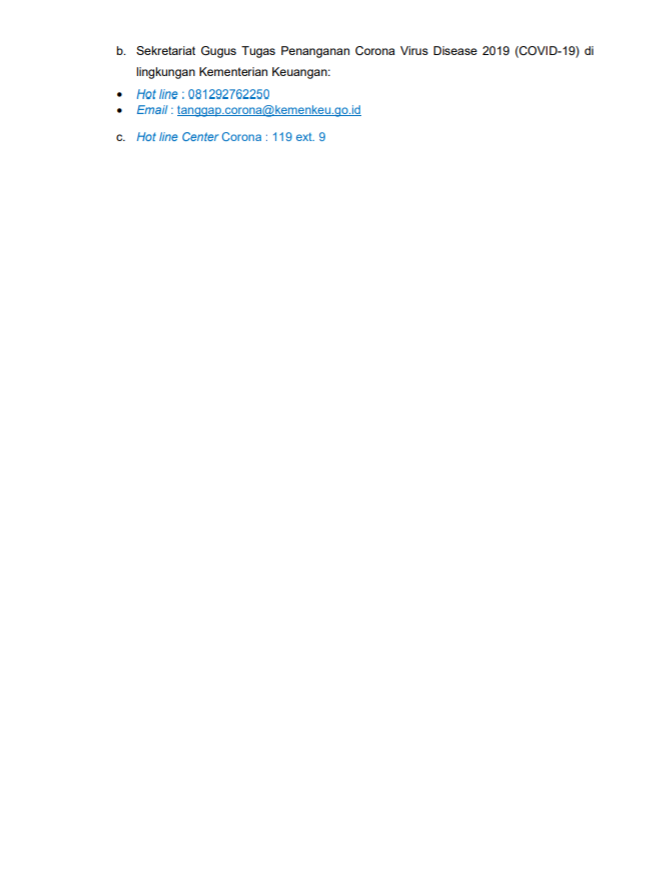 b. Sekretariat Gugus Tugas Penanganan Corona Virus Disease 2019 (COVID-19) di
lingkungan Kementerian Keuangan:
• Hot line : 081292762250
• Email : tanggap.corona@kemenkeu.go.id
c. Hot line Center Corona : 119 ext. 9